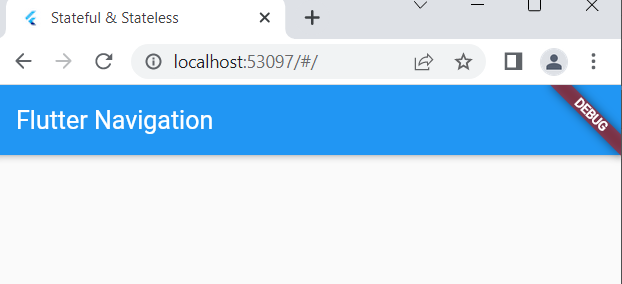 Stateful & Stateless
localhost:53097/#/
Flutter Navigation
DEBUG